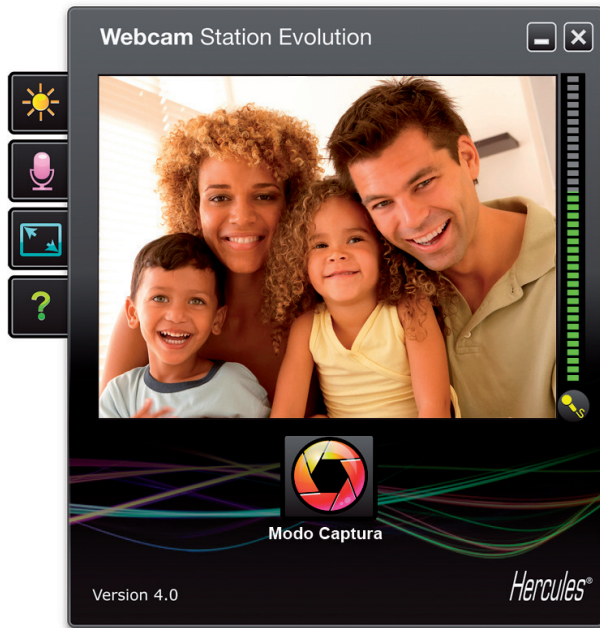 Webcam Station Evolution
?
S
Modo Captura
Version 4.0
Hercules®